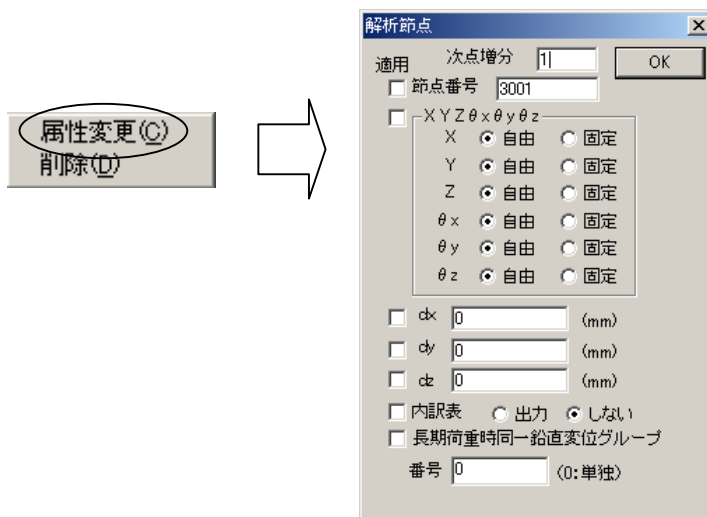 属性変更(C)
削除(D)
解析節点
適用 次点増分 1 OK
節点番号 3001
XYZθxθyθz
X 自由 固定
Y 自由 固定
Z 自由 固定
θx 自由 固定
θy 自由 固定
θz 自由 固定
dx 0 (mm)
dy 0 (mm)
dz 0 (mm)
内訳表 出力 しない
長期荷重時同一鉛直変位グループ
番号 0 (0:単独)